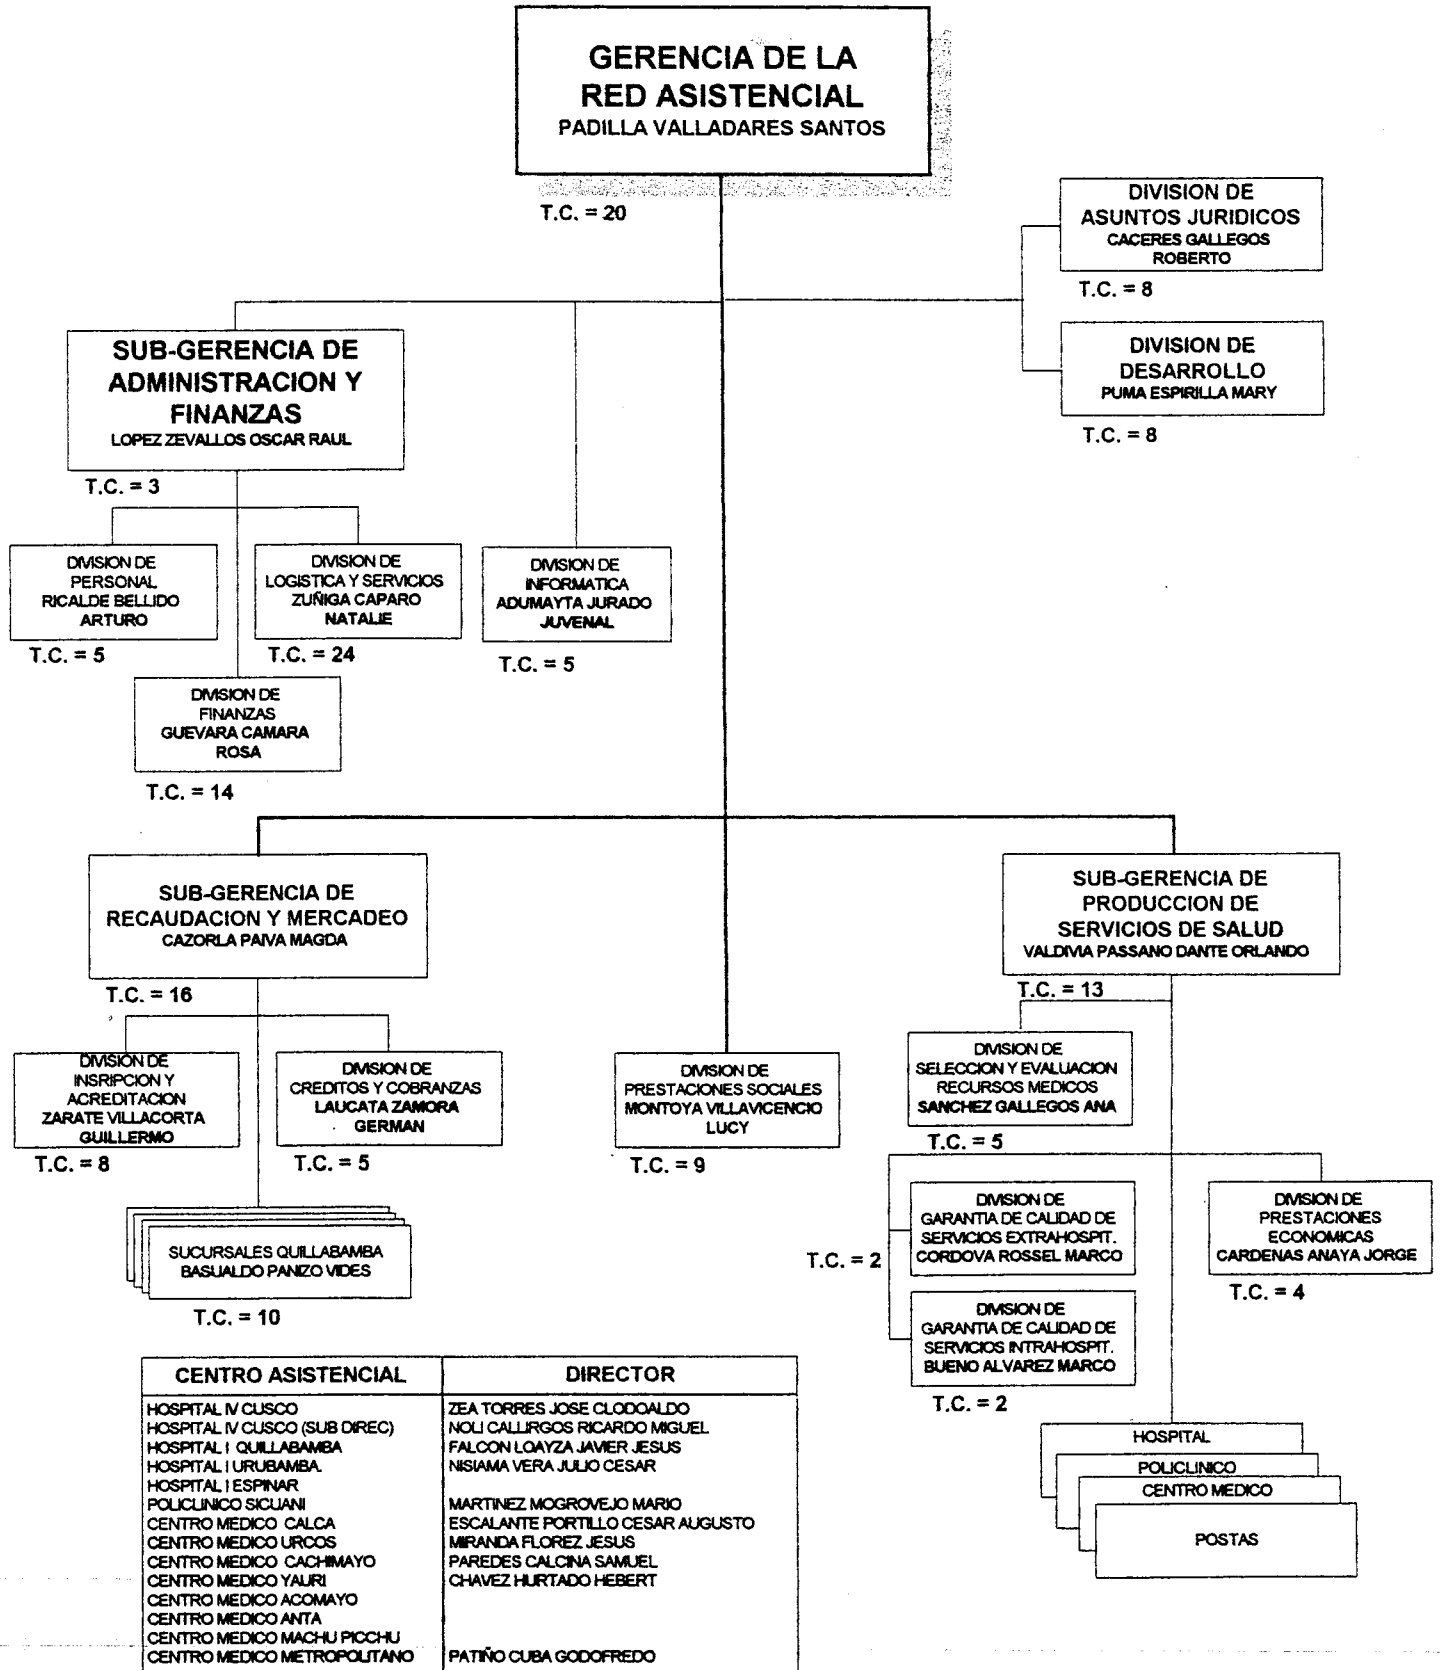 GERENCIA DE LA
RED ASISTENCIAL
PADILLA VALLADARES SANTOS
T.C. = 20
DIVISION DE
ASUNTOS JURIDICOS
CACERES GALLEGOS
ROBERTO
T.C. = 8
DIVISION DE
DESARROLLO
PUMA ESPIRILLA MARY
T.C. = 8
SUB-GERENCIA DE
ADMINISTRACION Y
FINANZAS
LOPEZ ZEVALLOS OSCAR RAUL
T.C. = 3
DIVISION DE
PERSONAL
RICALDE BELLIDO
ARTURO
T.C. = 5
DIVISION DE
LOGISTICA Y SERVICIOS
ZUÑIGA CAPARO
NATALIE
T.C. = 24
DIVISION DE
INFORMATICA
ADUMAYTA JURADO
JUVENAL
T.C. = 5
DIVISION DE
FINANZAS
GUEVARA CAMARA
ROSA
T.C. = 14
SUB-GERENCIA DE
RECAUDACION Y MERCADEO
CAZORLA PAIVA MAGDA
T.C. = 16
SUB-GERENCIA DE
PRODUCCION DE
SERVICIOS DE SALUD
VALDIVIA PASSANO DANTE ORLANDO
T.C. = 13
DIVISION DE
INSRIPCION Y
ACREDITACION
ZARATE VILLACORTA
GUILLERMO
T.C. = 8
DIVISION DE
CREDITOS Y COBRANZAS
LAUCATA ZAMORA
GERMAN
T.C. = 5
DIVISION DE
PRESTACIONES SOCIALES
MONTOYA VILLAVICENCIO
LUCY
T.C. = 9
DIVISION DE
SELECCION Y EVALUACION
RECURSOS MEDICOS
SANCHEZ GALLEGOS ANA
T.C. = 5
SUCURSALES QUILLABAMBA
BASUALDO PANIZO VIDES
T.C. = 10
DIVISION DE
GARANTIA DE CALIDAD DE
SERVICIOS EXTRAHOSPIT.
CORDOVA ROSSEL MARCO
T.C. = 2
DIVISION DE
PRESTACIONES
ECONOMICAS
CARDENAS ANAYA JORGE
T.C. = 4
DIVISION DE
GARANTIA DE CALIDAD DE
SERVICIOS INTRAHOSPIT.
BUENO ALVAREZ MARCO
T.C. = 2
HOSPITAL
POLICLINICO
CENTRO MEDICO
POSTAS
CENTRO ASISTENCIAL DIRECTOR
HOSPITAL IV CUSCO ZEA TORRES JOSE CLODOALDO
HOSPITAL IV CUSCO (SUB DIREC) NOLI CALLIRGOS RICARDO MIGUEL
HOSPITAL I QUILLABAMBA FALCON LOAYZA JAVIER JESUS
HOSPITAL I URUBAMBA NISIAMA VERA JULIO CESAR
HOSPITAL I ESPINAR
POLICLINICO SICUANI MARTINEZ MOGROVEJO MARIO
CENTRO MEDICO CALCA ESCALANTE PORTILLO CESAR AUGUSTO
CENTRO MEDICO URCOS MIRANDA FLOREZ JESUS
CENTRO MEDICO CACHIMAYO PAREDES CALCINA SAMUEL
CENTRO MEDICO YAURI CHAVEZ HURTADO HEBERT
CENTRO MEDICO ACOMAYO
CENTRO MEDICO ANTA
CENTRO MEDICO MACHU PICCHU
CENTRO MEDICO METROPOLITANO PATIÑO CUBA GODOFREDO